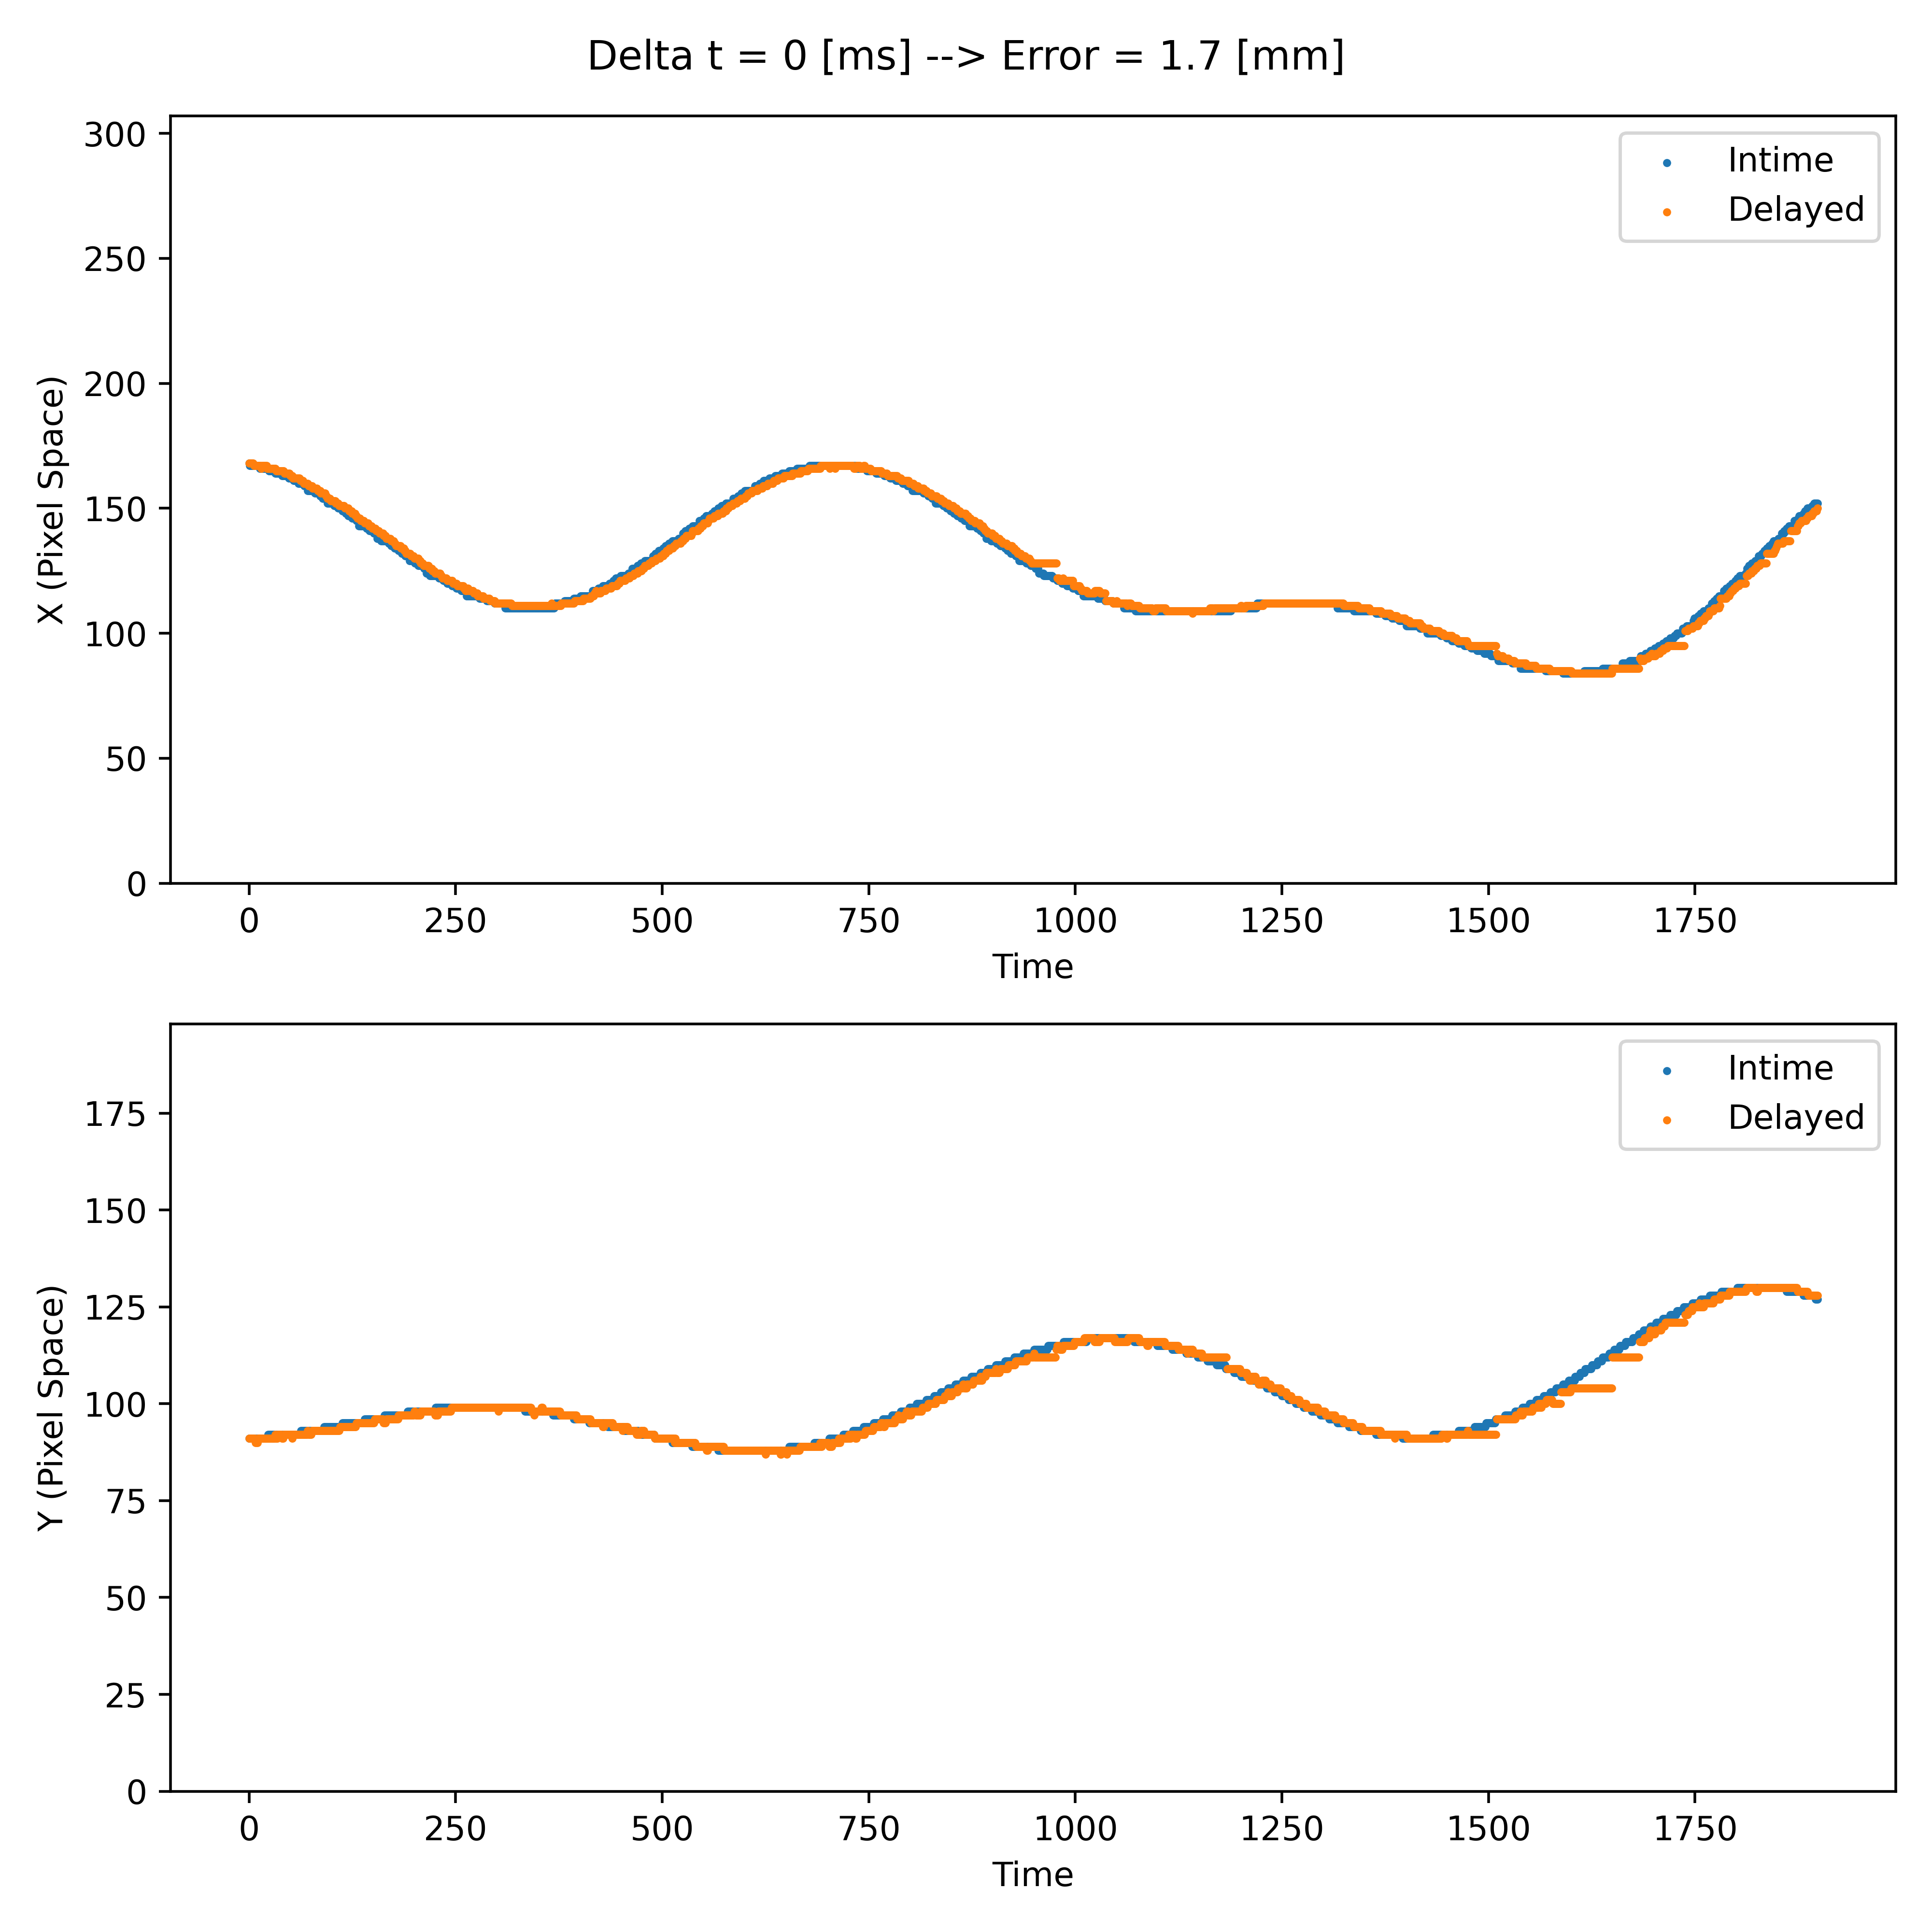 Delta t = 0 [ms] --> Error = 1.7 [mm]
300
250
200
150
100
50
0
X (Pixel Space)
Intime
Delayed
0 250 500 750 1000 1250 1500 1750
Time
175
150
125
100
75
50
25
0
Y (Pixel Space)
Intime
Delayed
0 250 500 750 1000 1250 1500 1750
Time